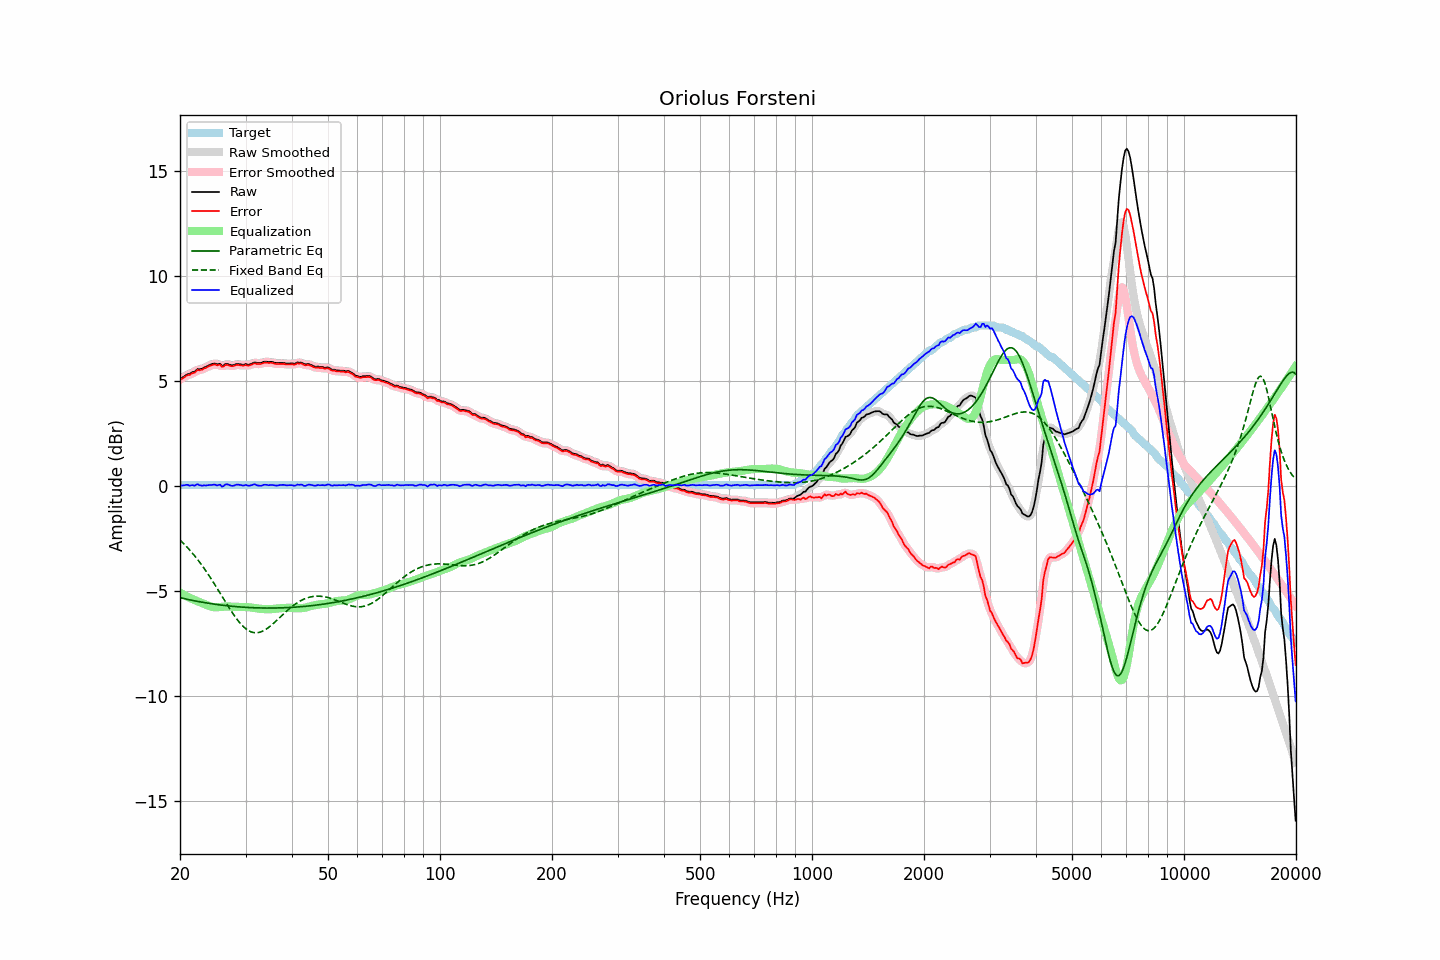 Oriolus Forsteni
Target
Raw Smoothed
Error Smoothed
Raw
Error
Equalization
Parametric Eq
Fixed Band Eq
Equalized
Amplitude (dBr)
15
10
5
0
−5
−10
−15
20 50 100 200 500 1000 2000 5000 10000 20000
Frequency (Hz)